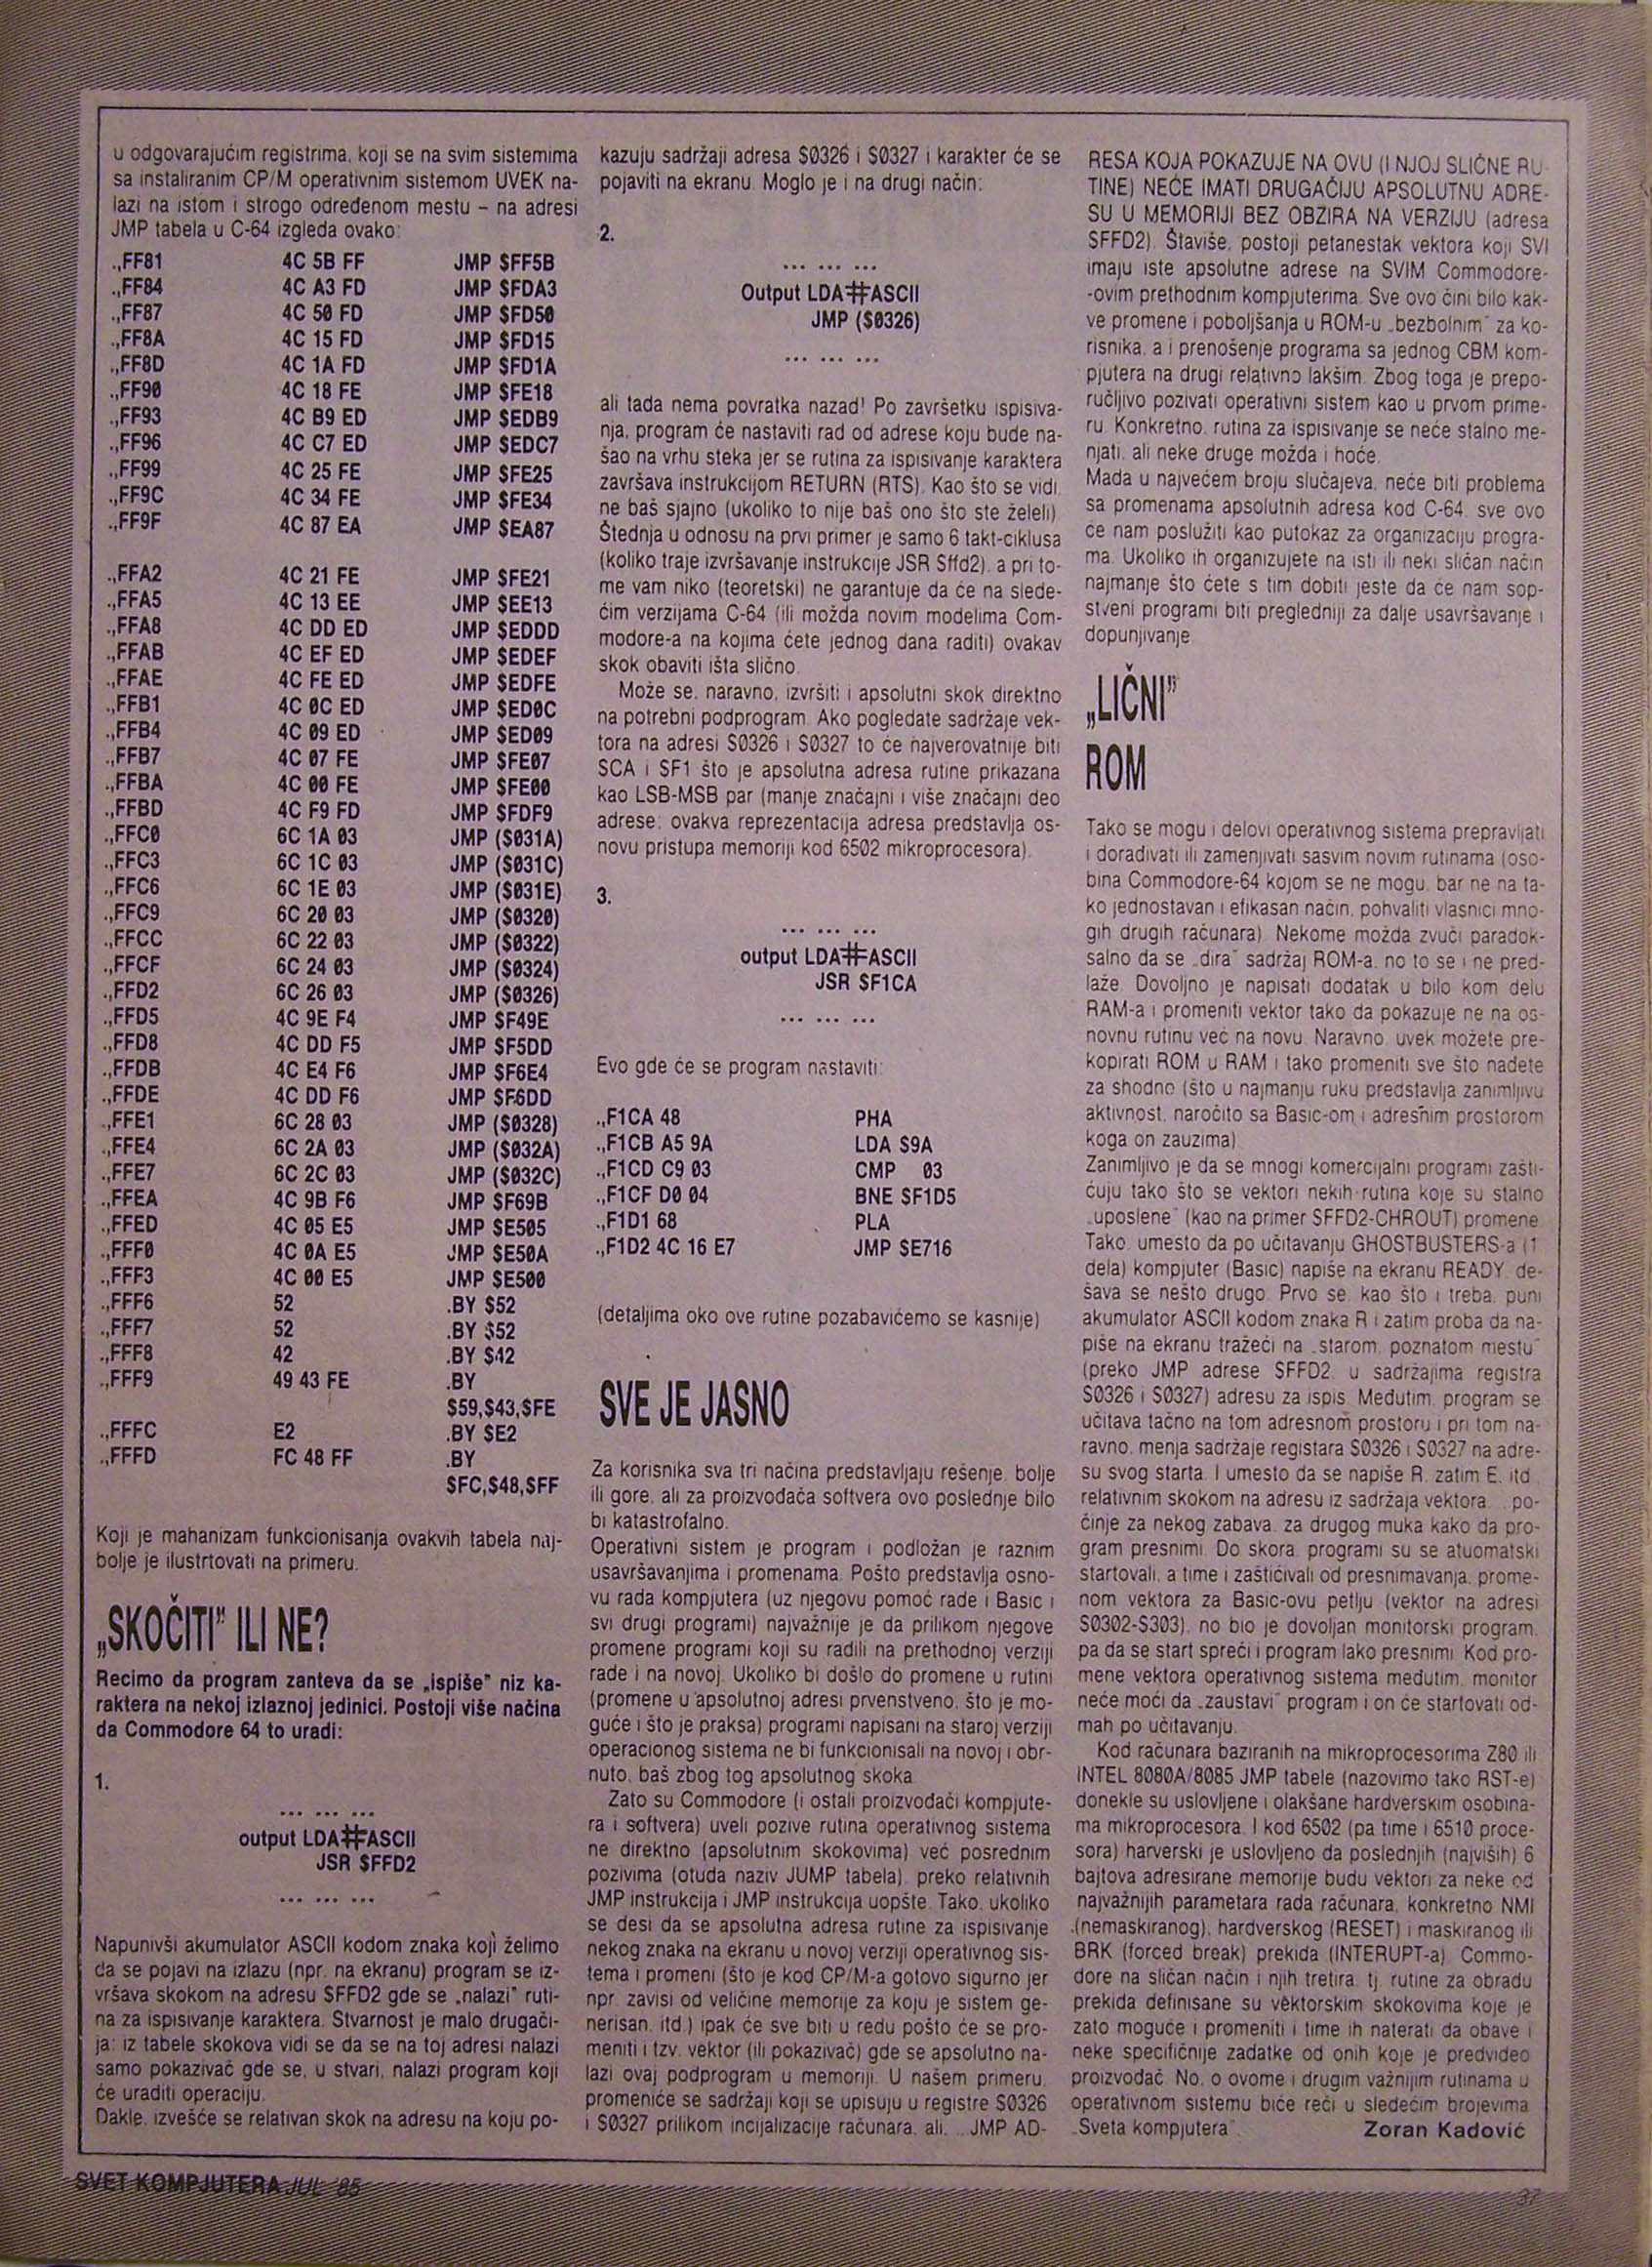 u odgovarajućim registrima, koji se na svim sistemima
sa instaliranim CP/M operativnim sistemom UVEK na-
lazi na istom i strogo određenom mestu – na adresi
JMP tabela u C-64 izgleda ovako:
.,FF81 4C 5B FF JMP $FF5B
.,FF84 4C A3 FD JMP $FDA3
.,FF87 4C 50 FD JMP $FD50
.,FF8A 4C 15 FD JMP $FD15
.,FF8D 4C 1A FD JMP $FD1A
.,FF90 4C 18 FE JMP $FE18
.,FF93 4C B9 ED JMP $EDB9
.,FF96 4C C7 ED JMP $EDC7
.,FF99 4C 25 FE JMP $FE25
.,FF9C 4C 34 FE JMP $FE34
.,FF9F 4C 87 EA JMP $EA87
.,FFA2 4C 21 FE JMP $FE21
.,FFA5 4C 13 EE JMP $EE13
.,FFA8 4C DD ED JMP $EDDD
.,FFAB 4C EF ED JMP $EDEF
.,FFAE 4C FE ED JMP $EDFE
.,FFB1 4C 0C ED JMP $ED0C
.,FFB4 4C 09 ED JMP $ED09
.,FFB7 4C 07 FE JMP $FE07
.,FFBA 4C 00 FE JMP $FE00
.,FFBD 4C F9 FD JMP $FDF9
.,FFC0 6C 1A 03 JMP ($031A)
.,FFC3 6C 1C 03 JMP ($031C)
.,FFC6 6C 1E 03 JMP ($031E)
.,FFC9 6C 20 03 JMP ($0320)
.,FFCC 6C 22 03 JMP ($0322)
.,FFCF 6C 24 03 JMP ($0324)
.,FFD2 6C 26 03 JMP ($0326)
.,FFD5 4C 9E F4 JMP $F49E
.,FFD8 4C DD F5 JMP $F5DD
.,FFDB 4C E4 F6 JMP $F6E4
.,FFDE 4C DD F6 JMP $F6DD
.,FFE1 6C 28 03 JMP ($0328)
.,FFE4 6C 2A 03 JMP ($032A)
.,FFE7 6C 2C 03 JMP ($032C)
.,FFEA 4C 9B F6 JMP $F69B
.,FFED 4C 05 E5 JMP $E505
.,FFF0 4C 0A E5 JMP $E50A
.,FFF3 4C 00 E5 JMP $E500
.,FFF6 52 .BY $52
.,FFF7 52 .BY $52
.,FFF8 42 .BY $42
.,FFF9 49 43 FE .BY
$59,$43,$FE
.,FFFC E2 .BY $E2
.,FFFD FC 48 FF .BY
$FC,$48,$FF
Koji je mahanizam funkcionisanja ovakvih tabela naj-
bolje je ilustrtovati na primeru.
„SKOČITI” ILI NE?
Recimo da program zanteva da se „ispiše” niz ka-
raktera na nekoj izlaznoj jedinici. Postoji više načina
da Commodore 64 to uradi:
1.
... ... ...
output LDA#ASCII
JSR $FFD2
... ... ...
Napunivši akumulator ASCII kodom znaka koji želimo
da se pojavi na izlazu (npr. na ekranu) program se iz-
vršava skokom na adresu $FFD2 gde se „nalazi” ruti-
na za ispisivanje karaktera. Stvarnost je malo drugači-
ja: iz tabele skokova vidi se da se na toj adresi nalazi
samo pokazivač gde se, u stvari, nalazi program koji
će uraditi operaciju.
Dakle, izvešće se relativan skok na adresu na koju po-
kazuju sadržaji adresa $0326 i $0327 i karakter će se
pojaviti na ekranu. Moglo je i na drugi način:
2.
... ... ...
Output LDA#ASCII
JMP ($0326)
... ... ...
ali tada nema povratka nazad! Po završetku ispisiva-
nja, program će nastaviti rad od adrese koju bude na-
šao na vrhu steka jer se rutina za ispisivanje karaktera
završava instrukcijom RETURN (RTS). Kao što se vidi,
ne baš sjajno (ukoliko to nije baš ono što ste želeli).
Štednja u odnosu na prvi primer je samo 6 takt-ciklusa
(koliko traje izvršavanje instrukcije JSR $ffd2), a pri to-
me vam niko (teoretski) ne garantuje da će na slede-
ćim verzijama C-64 (ili možda novim modelima Com-
modore-a na kojima ćete jednog dana raditi) ovakav
skok obaviti išta slično.
Može se, naravno, izvršiti i apsolutni skok direktno
na potrebni podprogram. Ako pogledate sadržaje vek-
tora na adresi $0326 i $0327 to će najverovatnije biti
$CA i $F1 što je apsolutna adresa rutine prikazana
kao LSB-MSB par (manje značajni i više značajni deo
adrese; ovakva reprezentacija adresa predstavlja os-
novu pristupa memoriji kod 6502 mikroprocesora).
3.
... ... ...
output LDA#ASCII
JSR $F1CA
... ... ...
Evo gde će se program nastaviti:
.,F1CA 48 PHA
.,F1CB A5 9A LDA $9A
.,F1CD C9 03 CMP 03
.,F1CF D0 04 BNE $F1D5
.,F1D1 68 PLA
.,F1D2 4C 16 E7 JMP $E716
(detaljima oko ove rutine pozabavićemo se kasnije)
SVE JE JASNO
Za korisnika sva tri načina predstavljaju rešenje, bolje
ili gore, ali za proizvođača softvera ovo poslednje bilo
bi katastrofalno.
Operativni sistem je program i podložan je raznim
usavršavanjima i promenama. Pošto predstavlja osno-
vu rada kompjutera (uz njegovu pomoć rade i Basic i
svi drugi programi) najvažnije je da prilikom njegove
promene programi koji su radili na prethodnoj verziji
rade i na novoj. Ukoliko bi došlo do promene u rutini
(promene u apsolutnoj adresi prvenstveno, što je mo-
guće i što je praksa) programi napisani na staroj verziji
operacionog sistema ne bi funkcionisali na novoj i obr-
nuto, baš zbog tog apsolutnog skoka.
Zato su Commodore (i ostali proizvođači kompjute-
ra i softvera) uveli pozive rutina operativnog sistema
ne direktno (apsolutnim skokovima) već posrednim
pozivima (otuda naziv JUMP tabela), preko relativnih
JMP instrukcija i JMP instrukcija uopšte. Tako, ukoliko
se desi da se apsolutna adresa rutine za ispisivanje
nekog znaka na ekranu u novoj verziji operativnog sis-
tema i promeni (što je kod CP/M-a gotovo sigurno jer
npr. zavisi od veličine memorije za koju je sistem ge-
nerisan, itd.) ipak će sve biti u redu pošto će se pro-
meniti i tzv. vektor (ili pokazivač) gde se apsolutno na-
lazi ovaj podprogram u memoriji. U našem primeru,
promeniće se sadržaji koji se upisuju u registre $0326
i $0327 prilikom incijalizacije računara, ali... JMP AD-
RESA KOJA POKAZUJE NA OVU (I NJOJ SLIČNE RU-
TINE) NEĆE IMATI DRUGAČIJU APSOLUTNU ADRE-
SU U MEMORIJI BEZ OBZIRA NA VERZIJU (adresa
$FFD2). Štaviše, postoji petanestak vektora koji SVI
imaju iste apsolutne adrese na SVIM Commodore-
-ovim prethodnim kompjuterima. Sve ovo čini bilo kak-
ve promene i poboljšanja u ROM-u „bezbolnim” za ko-
risnika, a i prenošenje programa sa jednog CBM kom-
pjutera na drugi relativno lakšim. Zbog toga je prepo-
ručljivo pozivati operativni sistem kao u prvom prime-
ru. Konkretno, rutina za ispisivanje se neće stalno me-
njati, ali neke druge možda i hoće.
Mada u najvećem broju slučajeva, neće biti problema
sa promenama apsolutnih adresa kod C-64, sve ovo
će nam poslužiti kao putokaz za organizaciju progra-
ma. Ukoliko ih organizujete na isti ili neki sličan način
najmanje što ćete s tim dobiti jeste da će nam sop-
stveni programi biti pregledniji za dalje usavršavanje i
dopunjivanje.
„LIČNI”
ROM
Tako se mogu i delovi operativnog sistema prepravljati
i dorađivati ili zamenjivati sasvim novim rutinama (oso-
bina Commodore-64 kojom se ne mogu, bar ne na ta-
ko jednostavan i efikasan način, pohvaliti vlasnici mno-
gih drugih računara). Nekome možda zvuči paradok-
salno da se „dira” sadržaj ROM-a, no to se i ne pred-
laže. Dovoljno je napisati dodatak u bilo kom delu
RAM-a i promeniti vektor tako da pokazuje ne na os-
novnu rutinu već na novu. Naravno, uvek možete pre-
kopirati ROM u RAM i tako promeniti sve što nađete
za shodno (što u najmanju ruku predstavlja zanimljivu
aktivnost, naročito sa Basic-om i adresnim prostorom
koga on zauzima).
Zanimljivo je da se mnogi komercijalni programi zašti-
ćuju tako što se vektori nekih rutina koje su stalno
„uposlene” (kao na primer $FFD2-CHROUT) promene.
Tako, umesto da po učitavanju GHOSTBUSTERS-a (1
dela) kompjuter (Basic) napiše na ekranu READY, de-
šava se nešto drugo. Prvo se, kao što i treba, puni
akumulator ASCII kodom znaka R i zatim proba da na-
piše na ekranu tražeći na „starom, poznatom mestu”
(preko JMP adrese $FFD2, u sadržajima registra
$0326 i $0327) adresu za ispis. Međutim, program se
učitava tačno na tom adresnom prostoru i pri tom na-
ravno, menja sadržaje registara $0326 i $0327 na adre-
su svog starta. I umesto da se napiše R, zatim E, itd.,
relativnim skokom na adresu iz sadržaja vektora... po-
činje za nekog zabava, za drugog muka kako da pro-
gram presnimi. Do skora, programi su se atuomatski
startovali, a time i zaštićivali od presnimavanja, prome-
nom vektora za Basic-ovu petlju (vektor na adresi
$0302-$303), no bio je dovoljan monitorski program,
pa da se start spreči i program lako presnimi. Kod pro-
mene vektora operativnog sistema međutim, monitor
neće moći da „zaustavi” program i on će startovati od-
mah po učitavanju.
Kod računara baziranih na mikroprocesorima Z80 ili
INTEL 8080A/8085 JMP tabele (nazovimo tako RST-e)
donekle su uslovljene i olakšane hardverskim osobina-
ma mikroprocesora. I kod 6502 (pa time i 6510 proce-
sora) harverski je uslovljeno da poslednjih (najviših) 6
bajtova adresirane memorije budu vektori za neke od
najvažnijih parametara rada računara, konkretno NMI
(nemaskiranog), hardverskog (RESET) i maskiranog ili
BRK (forced break) prekida (INTERUPT-a). Commo-
dore na sličan način i njih tretira, tj. rutine za obradu
prekida definisane su vektorskim skokovima koje je
zato moguće i promeniti i time ih naterati da obave i
neke specifičnije zadatke od onih koje je predvideo
proizvođač. No, o ovome i drugim važnijim rutinama u
operativnom sistemu biće reči u sledećim brojevima
„Sveta kompjutera”.
Zoran Kadović
SVET KOMPJUTERA JUL '85
37